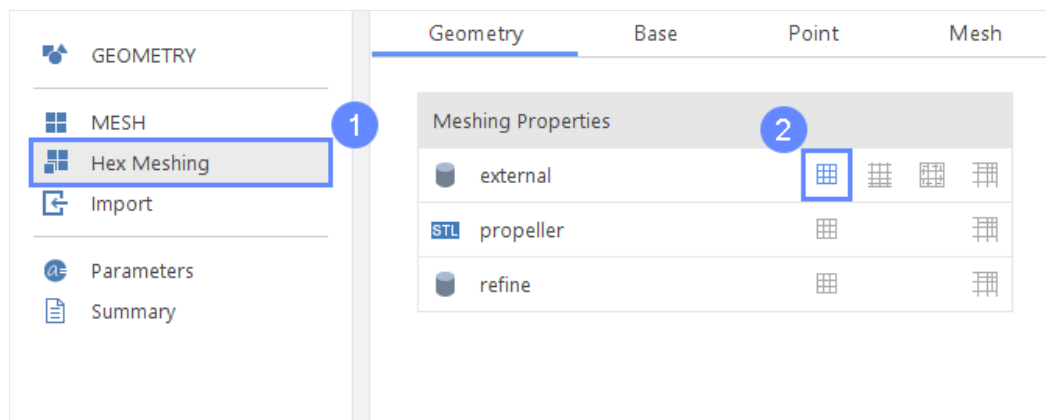 GEOMETRY
MESH
1
Hex Meshing
Import
a=
Parameters
Summary
Geometry Base Point Mesh
Meshing Properties
2
external
STL propeller
refine